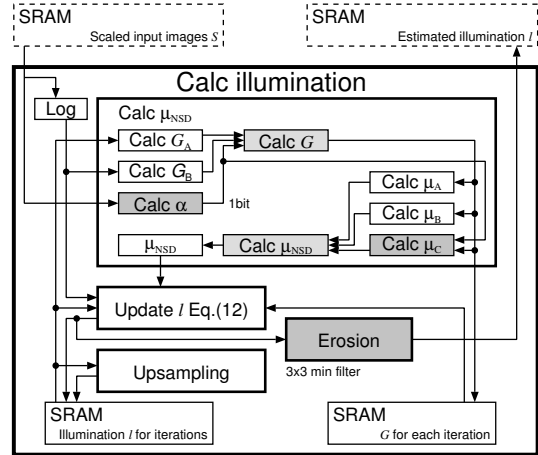 SRAM
Scaled input images S
SRAM
Estimated illumination l
Calc illumination
Log
Calc μNSD
Calc GA
Calc G
Calc GB
Calc α
1bit
Calc μA
Calc μB
μNSD
Calc μNSD
Calc μC
Update l Eq.(12)
Erosion
3x3 min filter
Upsampling
SRAM
Illumination l for iterations
SRAM
G for each iteration